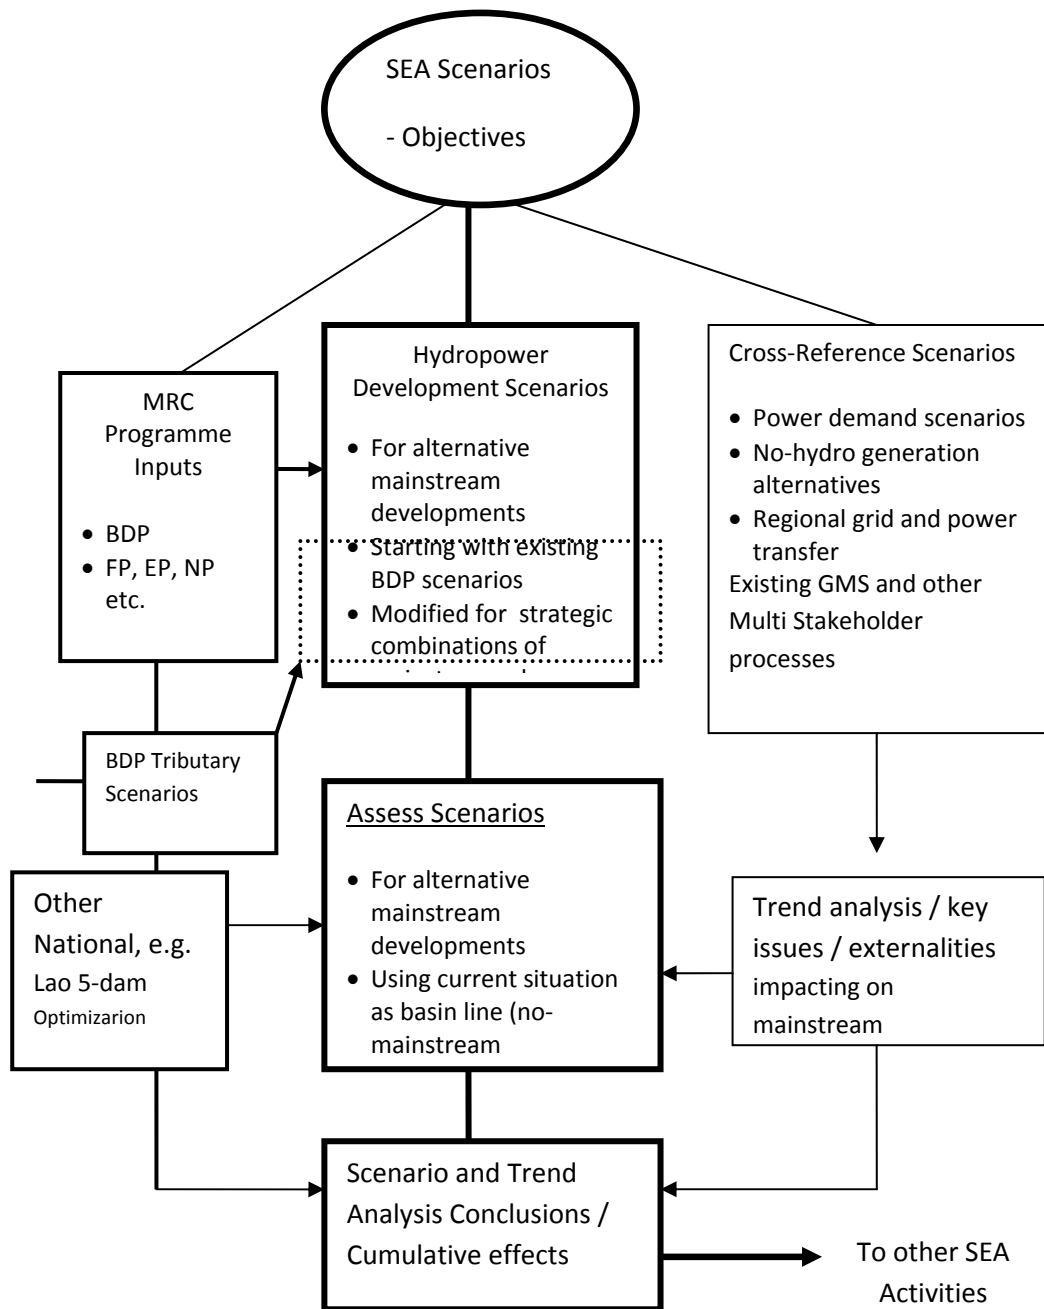 SEA Scenarios
- Objectives
MRC
Programme
Inputs
• BDP
• FP, EP, NP
etc.
Hydropower
Development Scenarios
• For alternative
mainstream
developments
• Starting with existing
BDP scenarios
• Modified for strategic
combinations of
Cross-Reference Scenarios
• Power demand scenarios
• No-hydro generation
alternatives
• Regional grid and power
transfer
Existing GMS and other
Multi Stakeholder
processes
BDP Tributary
Scenarios
Assess Scenarios
• For alternative
mainstream
developments
• Using current situation
as basin line (no-
mainstream
Other
National, e.g.
Lao 5-dam
Optimizarion
Trend analysis / key
issues / externalities
impacting on
mainstream
Scenario and Trend
Analysis Conclusions /
Cumulative effects
To other SEA
Activities